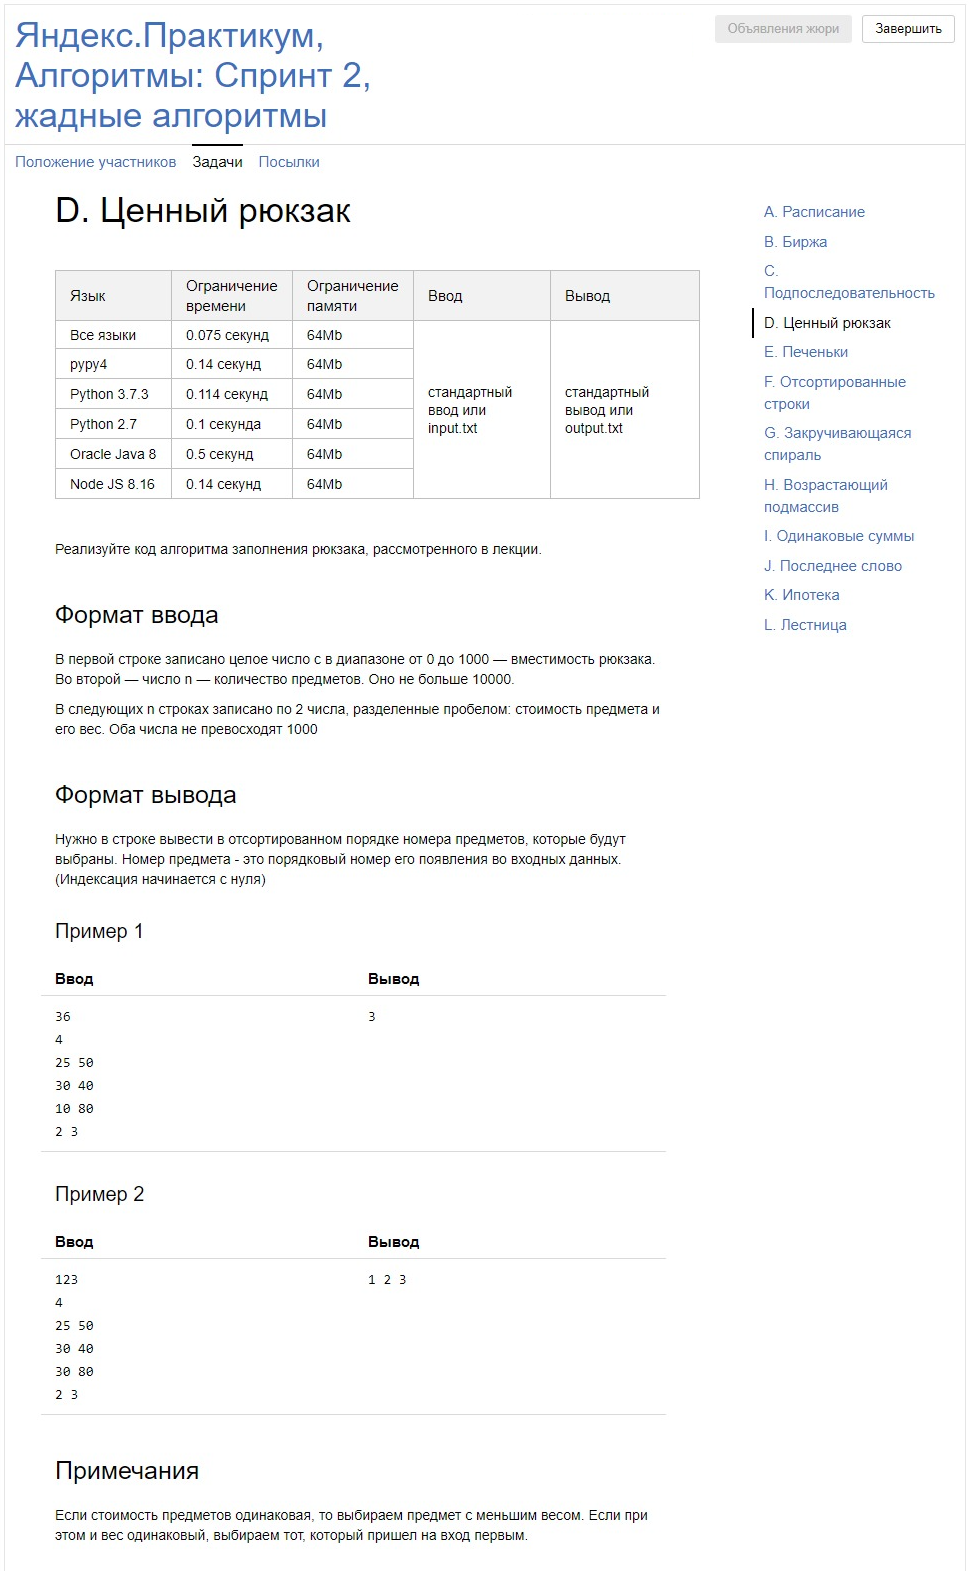 Яндекс.Практикум,
Алгоритмы: Спринт 2,
жадные алгоритмы
Объявления жюри
Завершить
Положение участников Задачи Посылки
D. Ценный рюкзак
Язык
Ограничение
времени
Ограничение
памяти
Ввод
Вывод
Все языки 0.075 секунд 64Mb
pypy4 0.14 секунд 64Mb
Python 3.7.3 0.114 секунд 64Mb
Python 2.7 0.1 секунда 64Mb
Oracle Java 8 0.5 секунд 64Mb
Node JS 8.16 0.14 секунд 64Mb
стандартный
ввод или
input.txt
стандартный
вывод или
output.txt
Реализуйте код алгоритма заполнения рюкзака, рассмотренного в лекции.
Формат ввода
В первой строке записано целое число c в диапазоне от 0 до 1000 — вместимость рюкзака.
Во второй — число n — количество предметов. Оно не больше 10000.
В следующих n строках записано по 2 числа, разделенные пробелом: стоимость предмета и
его вес. Оба числа не превосходят 1000
Формат вывода
Нужно в строке вывести в отсортированном порядке номера предметов, которые будут
выбраны. Номер предмета - это порядковый номер его появления во входных данных.
(Индексация начинается с нуля)
Пример 1
Ввод Вывод
36 3
4
25 50
30 40
10 80
2 3
Пример 2
Ввод Вывод
123 1 2 3
4
25 50
30 40
30 80
2 3
Примечания
Если стоимость предметов одинаковая, то выбираем предмет с меньшим весом. Если при
этом и вес одинаковый, выбираем тот, который пришел на вход первым.
A. Расписание
B. Биржа
C.
Подпоследовательность
D. Ценный рюкзак
E. Печеньки
F. Отсортированные
строки
G. Закручивающаяся
спираль
H. Возрастающий
подмассив
I. Одинаковые суммы
J. Последнее слово
K. Ипотека
L. Лестница